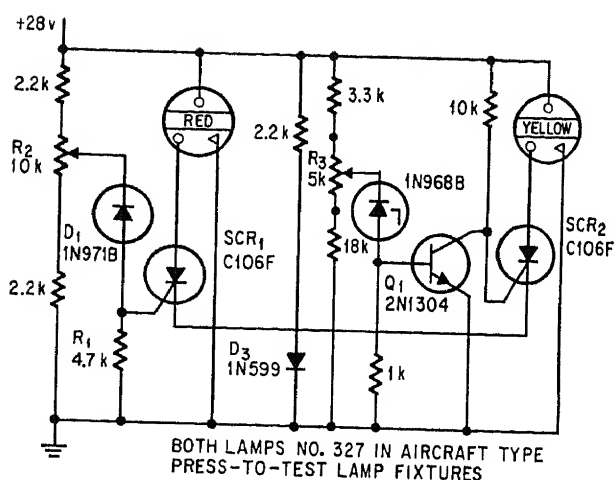 +28v
2.2k
R2
10k
2.2k
D1
1N971B
R1
4.7k
RED
SCR1
C106F
2.2k
D3
1N599
3.3k
R3
5k
18k
1N968B
Q1
2N1304
1k
10k
YELLOW
SCR2
C106F
BOTH LAMPS NO. 327 IN AIRCRAFT TYPE
PRESS-TO-TEST LAMP FIXTURES